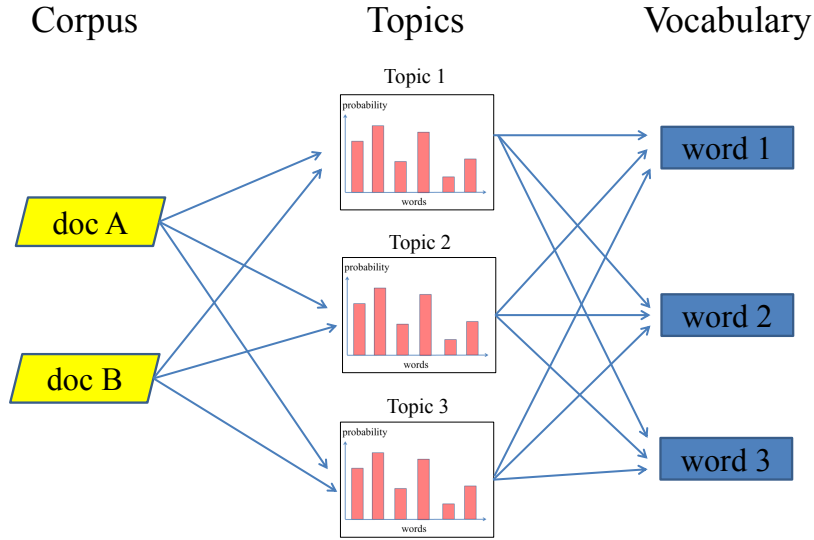 Corpus
Topics
Vocabulary
Topic 1
probability
words
word 1
doc A
Topic 2
probability
words
word 2
doc B
Topic 3
probability
words
word 3